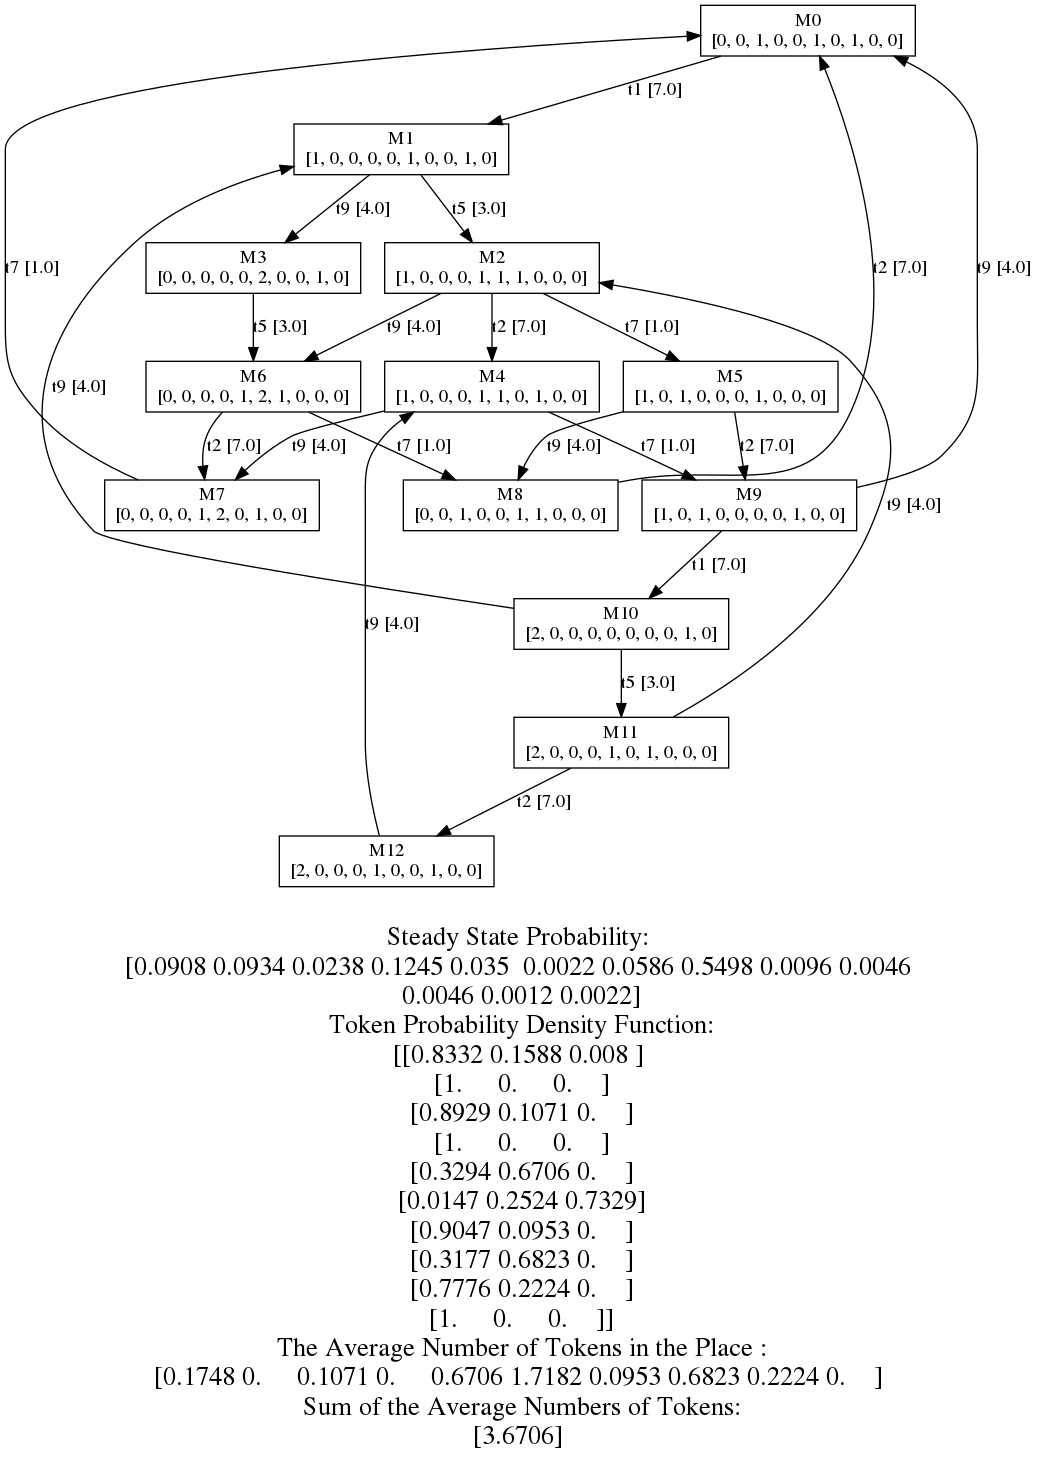 M0
[0, 0, 1, 0, 0, 1, 0, 1, 0, 0]
t1 [7.0]
M1
[1, 0, 0, 0, 0, 1, 0, 0, 1, 0]
t9 [4.0]
t5 [3.0]
M3
[0, 0, 0, 0, 0, 2, 0, 0, 1, 0]
M2
[1, 0, 0, 0, 1, 1, 1, 0, 0, 0]
t7 [1.0]
t2 [7.0]
t9 [4.0]
t5 [3.0]
t9 [4.0]
t2 [7.0]
t7 [1.0]
M6
[0, 0, 0, 0, 1, 2, 1, 0, 0, 0]
M4
[1, 0, 0, 0, 1, 1, 0, 1, 0, 0]
M5
[1, 0, 1, 0, 0, 0, 1, 0, 0, 0]
t9 [4.0]
t2 [7.0]
t9 [4.0]
t7 [1.0]
t9 [4.0]
t7 [1.0]
t2 [7.0]
M7
[0, 0, 0, 0, 1, 2, 0, 1, 0, 0]
M8
[0, 0, 1, 0, 0, 1, 1, 0, 0, 0]
M9
[1, 0, 1, 0, 0, 0, 0, 1, 0, 0]
t9 [4.0]
t1 [7.0]
M10
[2, 0, 0, 0, 0, 0, 0, 0, 1, 0]
t9 [4.0]
t5 [3.0]
M11
[2, 0, 0, 0, 1, 0, 1, 0, 0, 0]
t2 [7.0]
M12
[2, 0, 0, 0, 1, 0, 0, 1, 0, 0]
Steady State Probability:
[0.0908 0.0934 0.0238 0.1245 0.035 0.0022 0.0586 0.5498 0.0096 0.0046
0.0046 0.0012 0.0022]
Token Probability Density Function:
[[0.8332 0.1588 0.008 ]
[1. 0. 0. ]
[0.8929 0.1071 0. ]
[1. 0. 0. ]
[0.3294 0.6706 0. ]
[0.0147 0.2524 0.7329]
[0.9047 0.0953 0. ]
[0.3177 0.6823 0. ]
[0.7776 0.2224 0. ]
[1. 0. 0. ]]
The Average Number of Tokens in the Place :
[0.1748 0. 0.1071 0. 0.6706 1.7182 0.0953 0.6823 0.2224 0. ]
Sum of the Average Numbers of Tokens:
[3.6706]